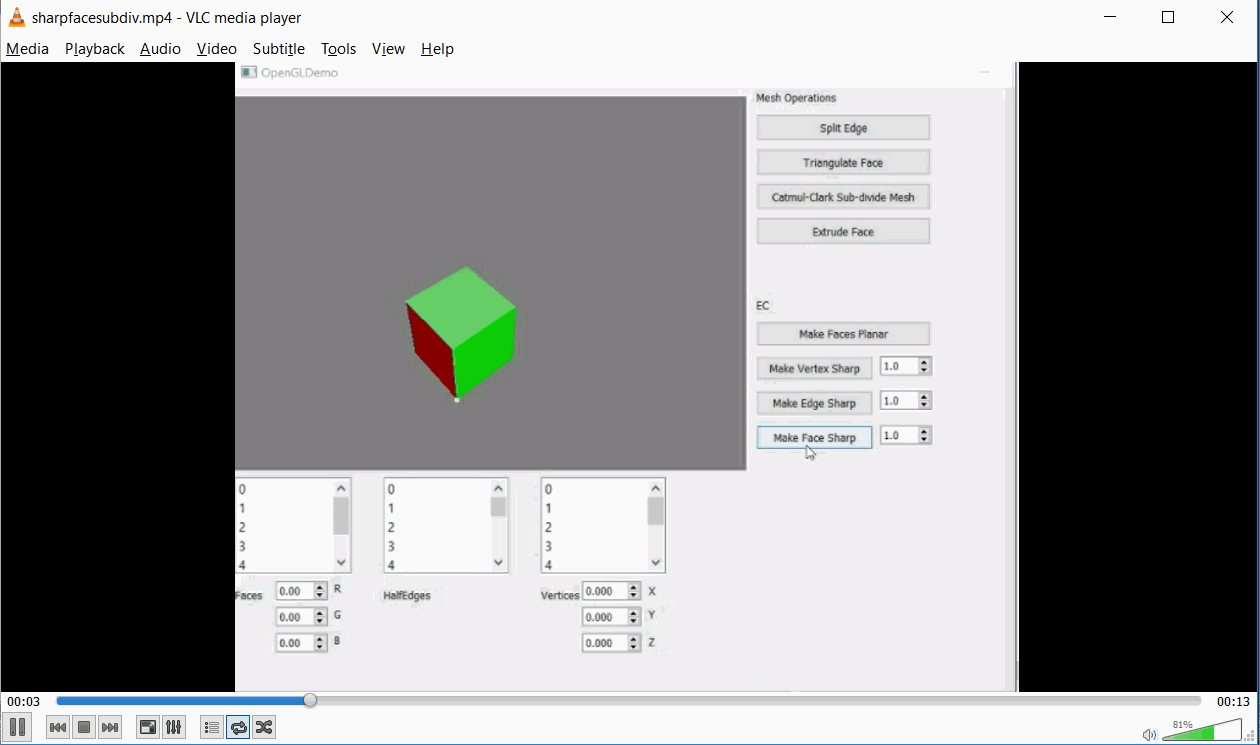 sharpfacesubdiv.mp4 - VLC media player
Media Playback Audio Video Subtitle Tools View Help
OpenGLDemo
Mesh Operations
Split Edge
Triangulate Face
Catmul-Clark Sub-divide Mesh
Extrude Face
EC
Make Faces Planar
Make Vertex Sharp 1.0
Make Edge Sharp 1.0
Make Face Sharp 1.0
0 0 0
1 1 1
2 2 2
3 3 3
4 4 4
Faces 0.00 R HalfEdges Vertices 0.000 X
0.00 G 0.000 Y
0.00 B 0.000 Z
00:03 00:13
81%